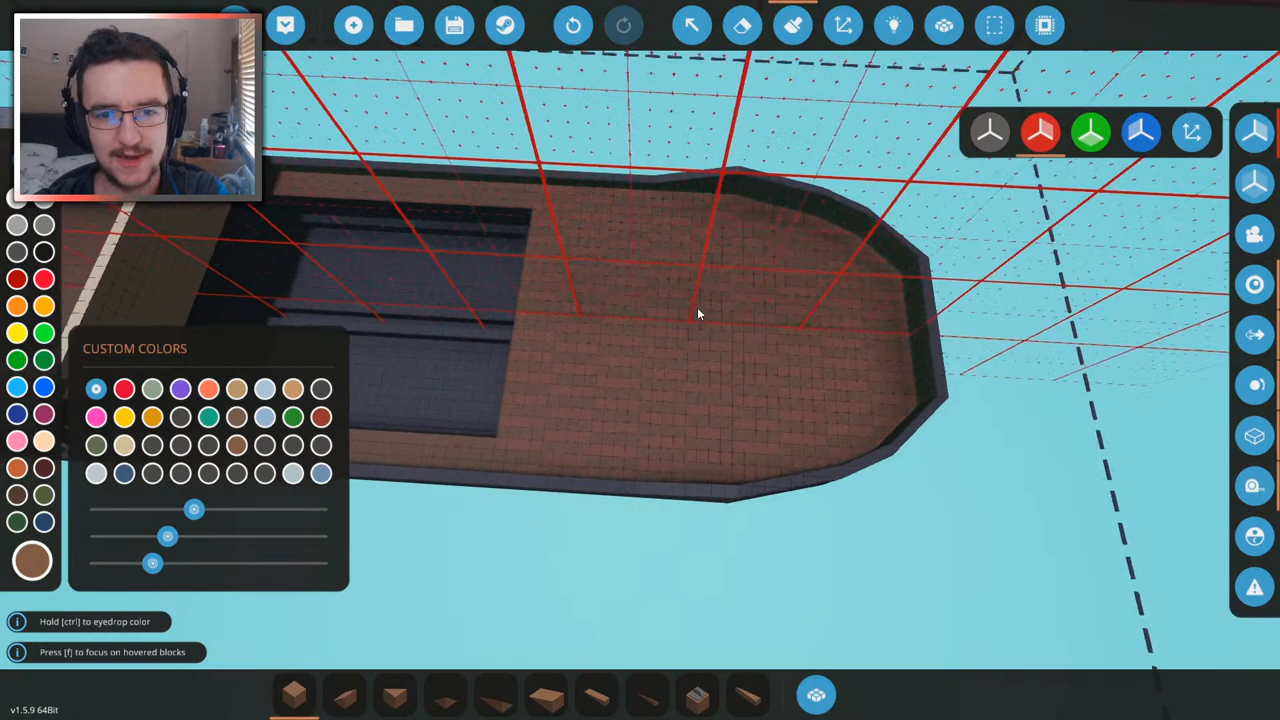 CUSTOM COLORS
Hold [ctrl] to eyedrop color
Press [f] to focus on hovered blocks
v1.5.9 64Bit